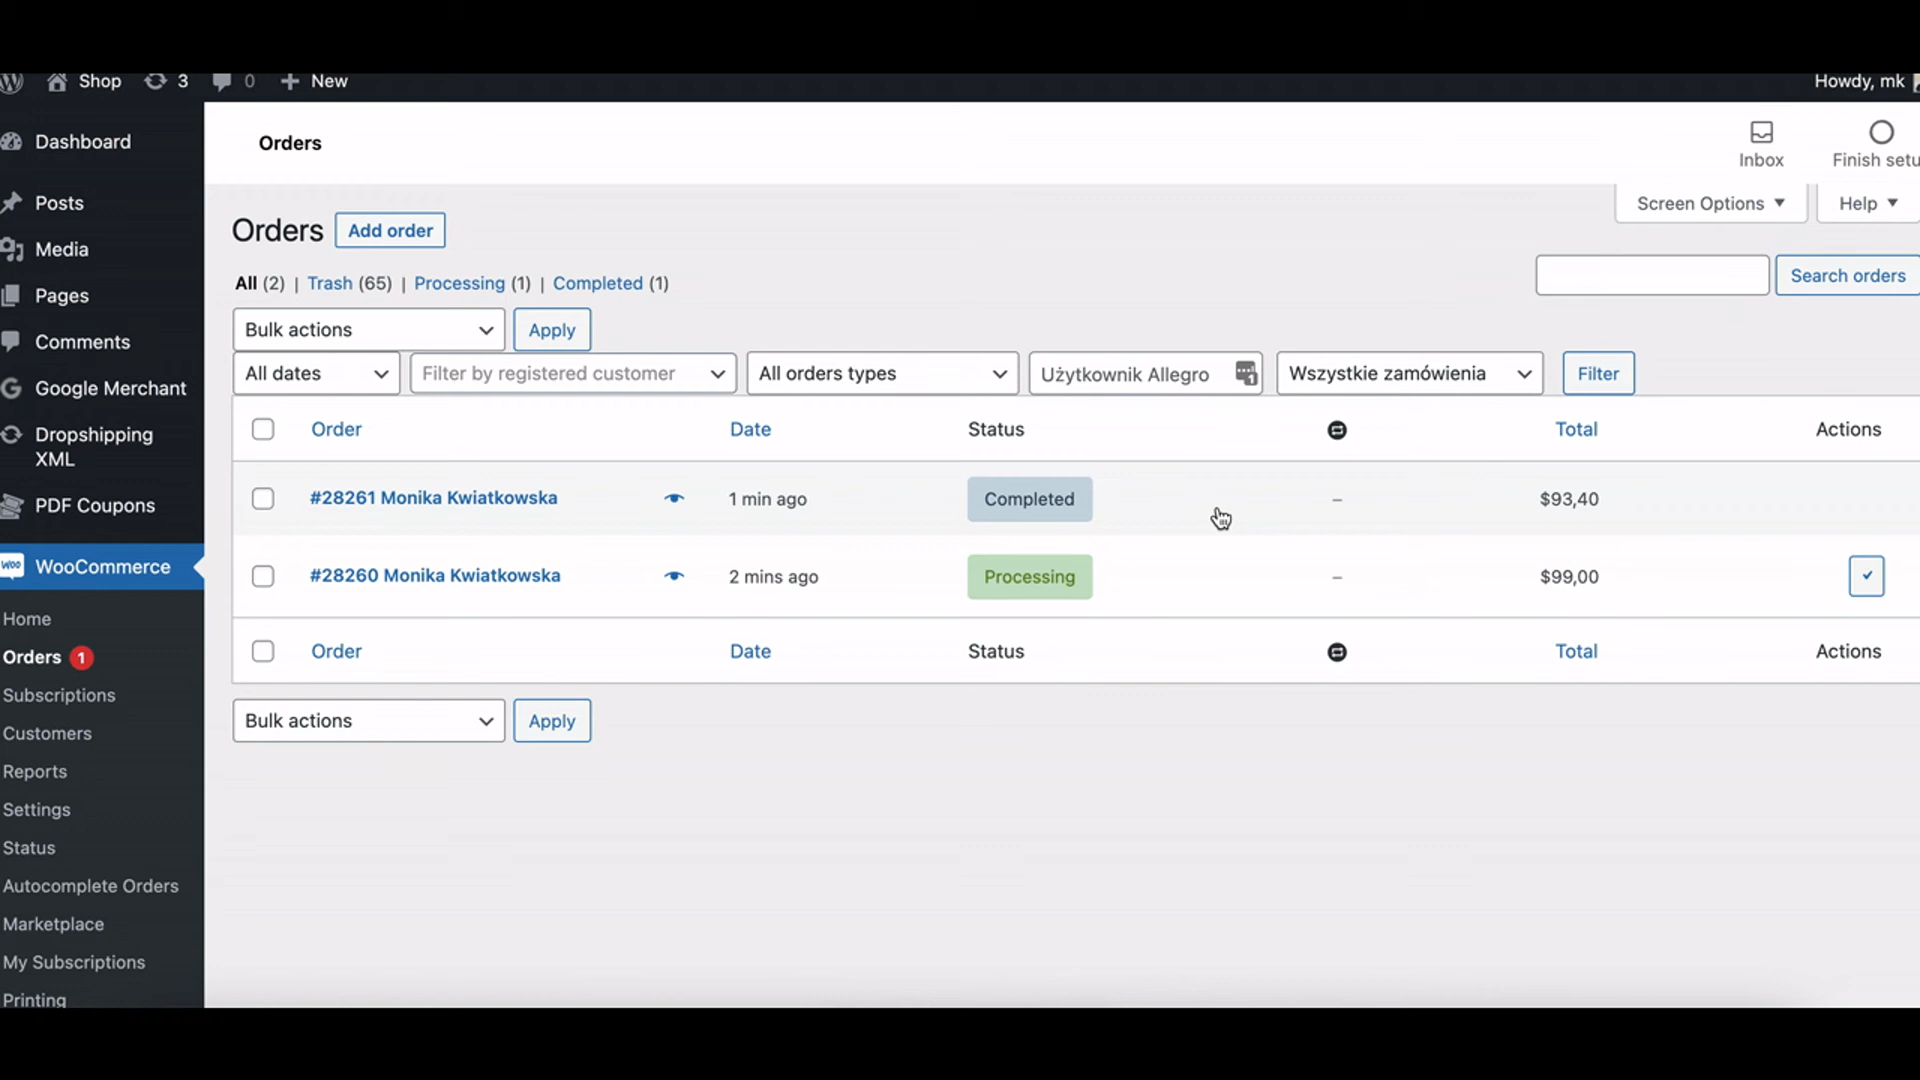 Shop 3 0 + New Howdy, mk
Dashboard
Posts
Media
Pages
Comments
Google Merchant
Dropshipping
XML
PDF Coupons
WooCommerce
Home
Orders 1
Subscriptions
Customers
Reports
Settings
Status
Autocomplete Orders
Marketplace
My Subscriptions
Printing
Orders
Inbox
Finish setu
Screen Options
Help
Orders Add order
All (2) | Trash (65) | Processing (1) | Completed (1)
Search orders
Bulk actions Apply
All dates Filter by registered customer All orders types Użytkownik Allegro 1 Wszystkie zamówienia Filter
Order Date Status Total Actions
#28261 Monika Kwiatkowska 1 min ago Completed – $93,40
#28260 Monika Kwiatkowska 2 mins ago Processing – $99,00
Order Date Status Total Actions
Bulk actions Apply